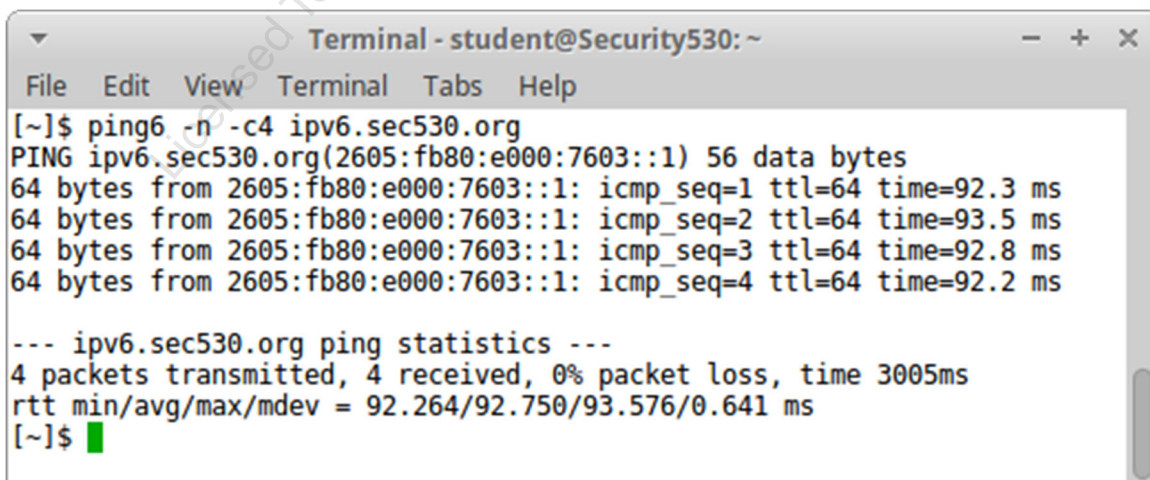 Terminal - student@Security530: ~
File Edit View Terminal Tabs Help
[~]$ ping6 -n -c4 ipv6.sec530.org
PING ipv6.sec530.org(2605:fb80:e000:7603::1) 56 data bytes
64 bytes from 2605:fb80:e000:7603::1: icmp_seq=1 ttl=64 time=92.3 ms
64 bytes from 2605:fb80:e000:7603::1: icmp_seq=2 ttl=64 time=93.5 ms
64 bytes from 2605:fb80:e000:7603::1: icmp_seq=3 ttl=64 time=92.8 ms
64 bytes from 2605:fb80:e000:7603::1: icmp_seq=4 ttl=64 time=92.2 ms
--- ipv6.sec530.org ping statistics ---
4 packets transmitted, 4 received, 0% packet loss, time 3005ms
rtt min/avg/max/mdev = 92.264/92.750/93.576/0.641 ms
[~]$
Licensed To